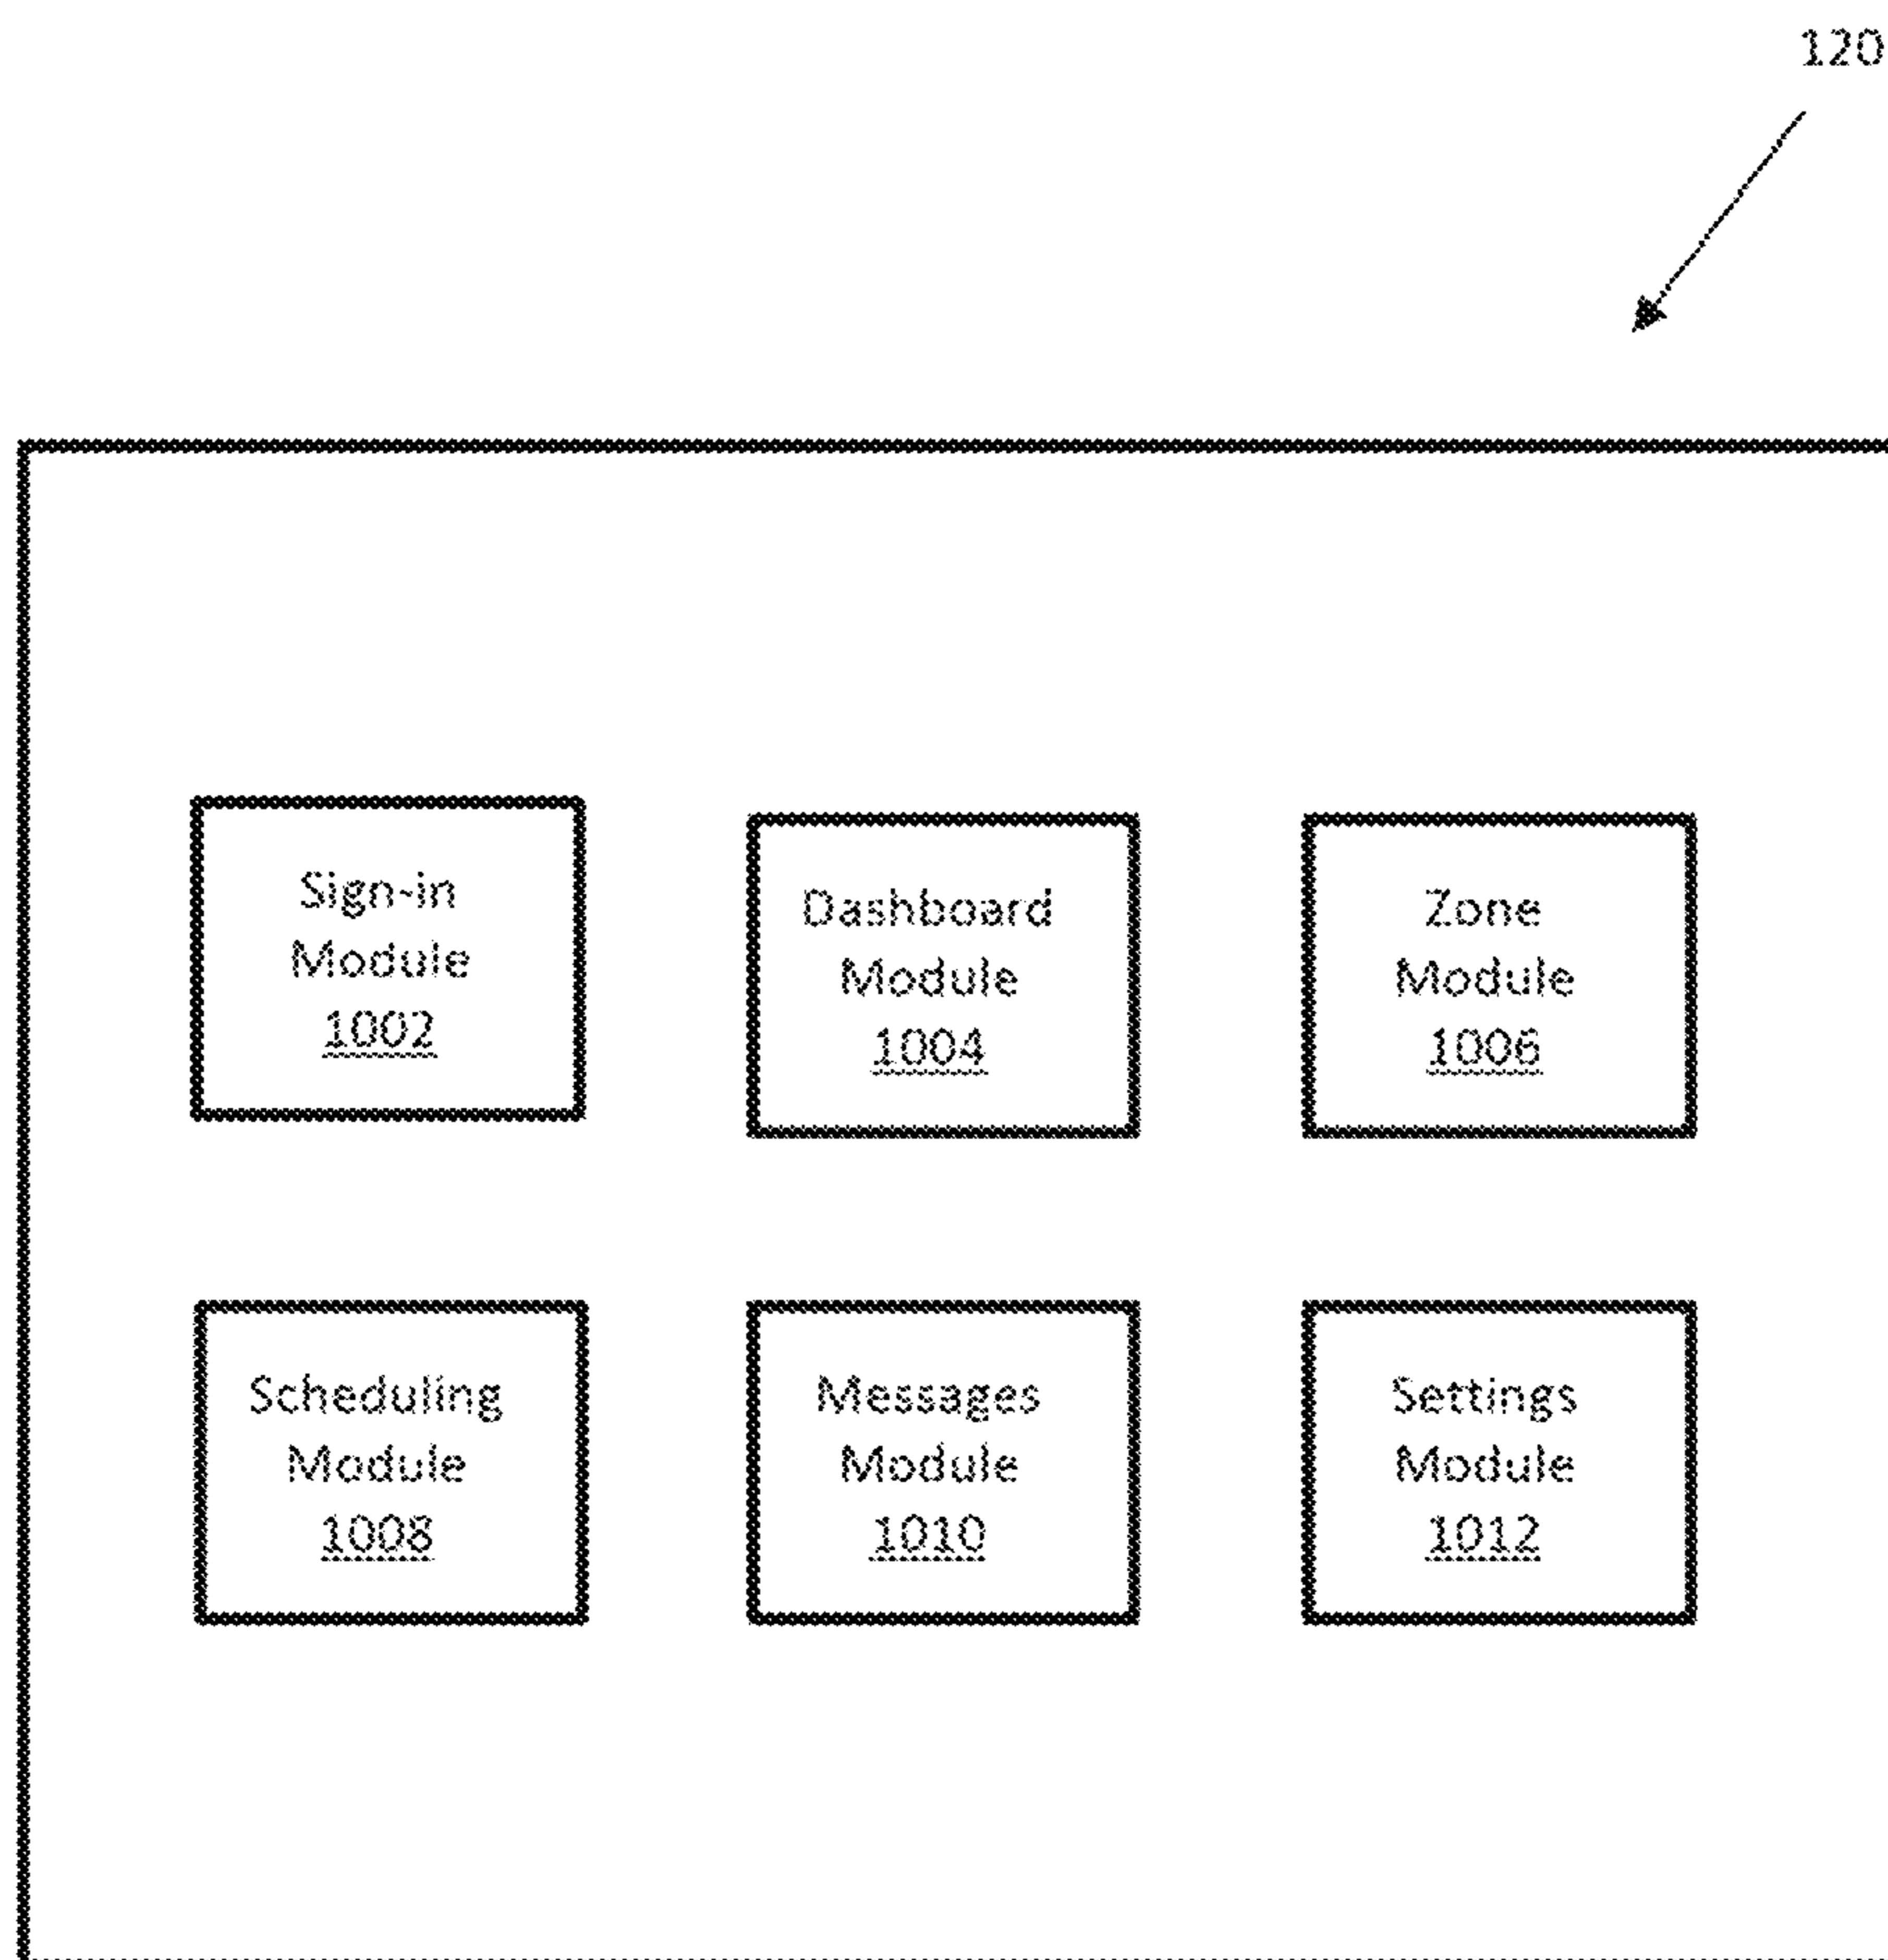 120
Sign-in
Module
1002
Dashboard
Module
1004
Zone
Module
1006
Scheduling
Module
1008
Messages
Module
1010
Settings
Module
1012